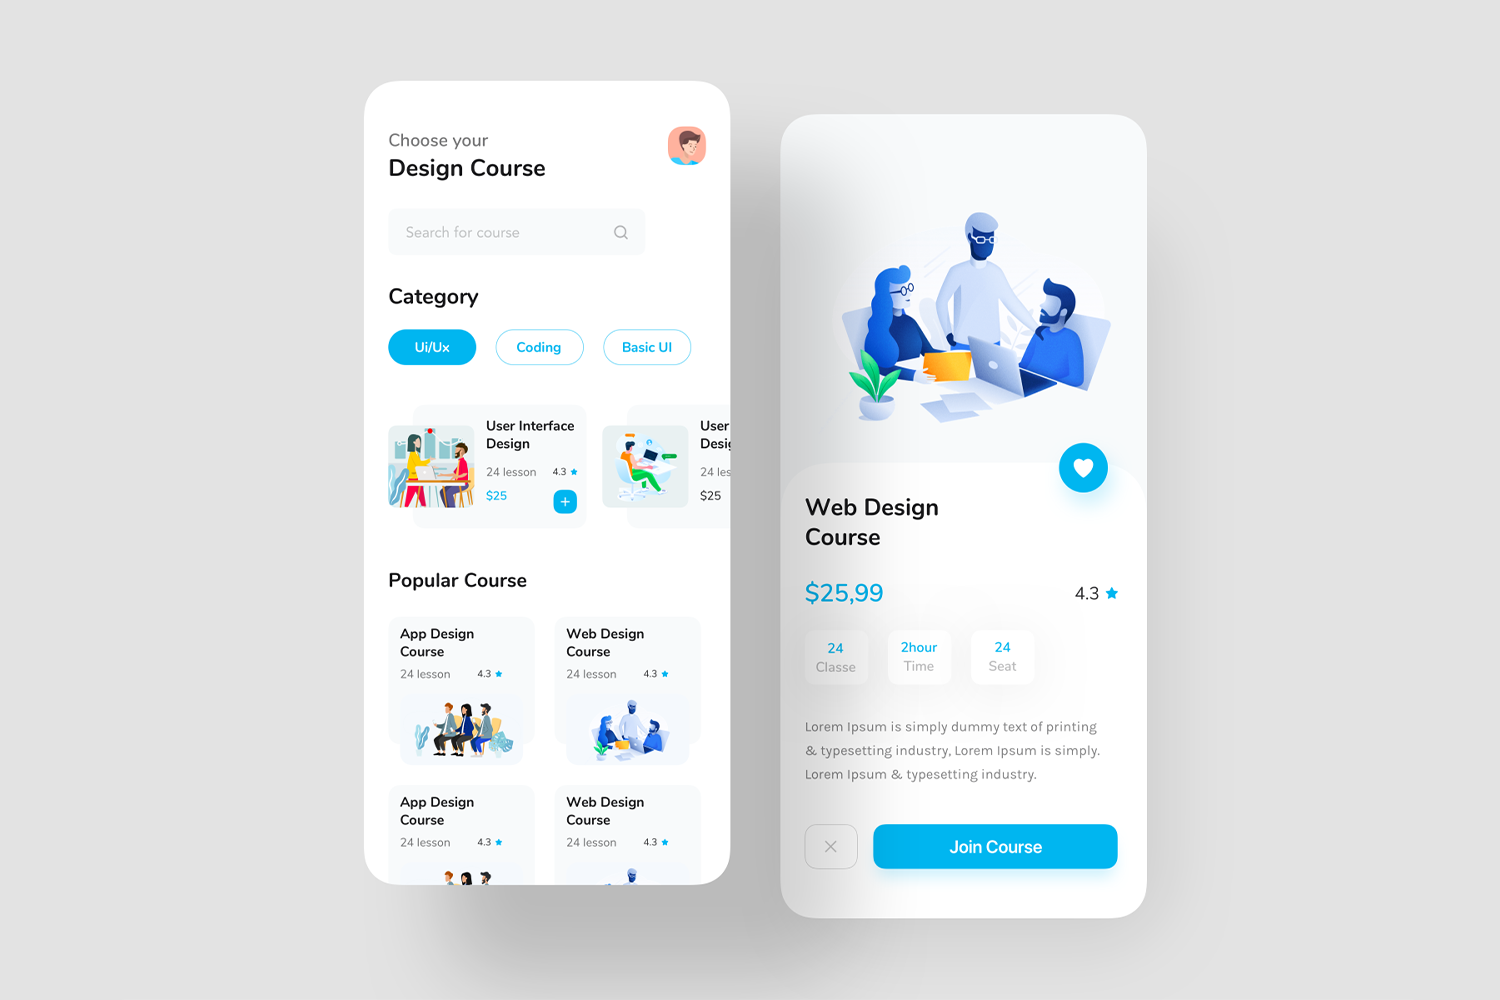 Choose your
Design Course
Search for course
Category
Ui/Ux
Coding
Basic UI
User Interface
Design
24 lesson
4.3
$25
User
24
$25
Popular Course
App Design
Course
24 lesson
4.3
Web Design
Course
24 lesson
4.3
App Design
Course
24 lesson
4.3
Web Design
Course
24 lesson
4.3
Web Design
Course
$25,99
4.3
24
Classe
2hour
Time
24
Seat
Lorem Ipsum is simply dummy text of printing
& typesetting industry, Lorem Ipsum is simply.
Lorem Ipsum & typesetting industry.
Join Course